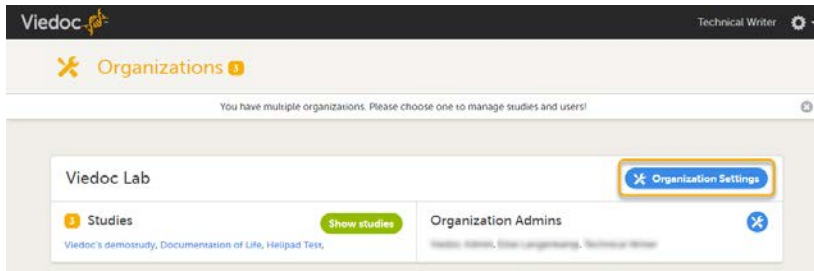 Viedoc
Technical Writer
Organizations 3
You have multiple organizations. Please choose one to manage studies and users!
Viedoc Lab
Organization Settings
3 Studies
Show studies
Organization Admins
Viedoc's demostudy, Documentation of Life, Helipad Test,